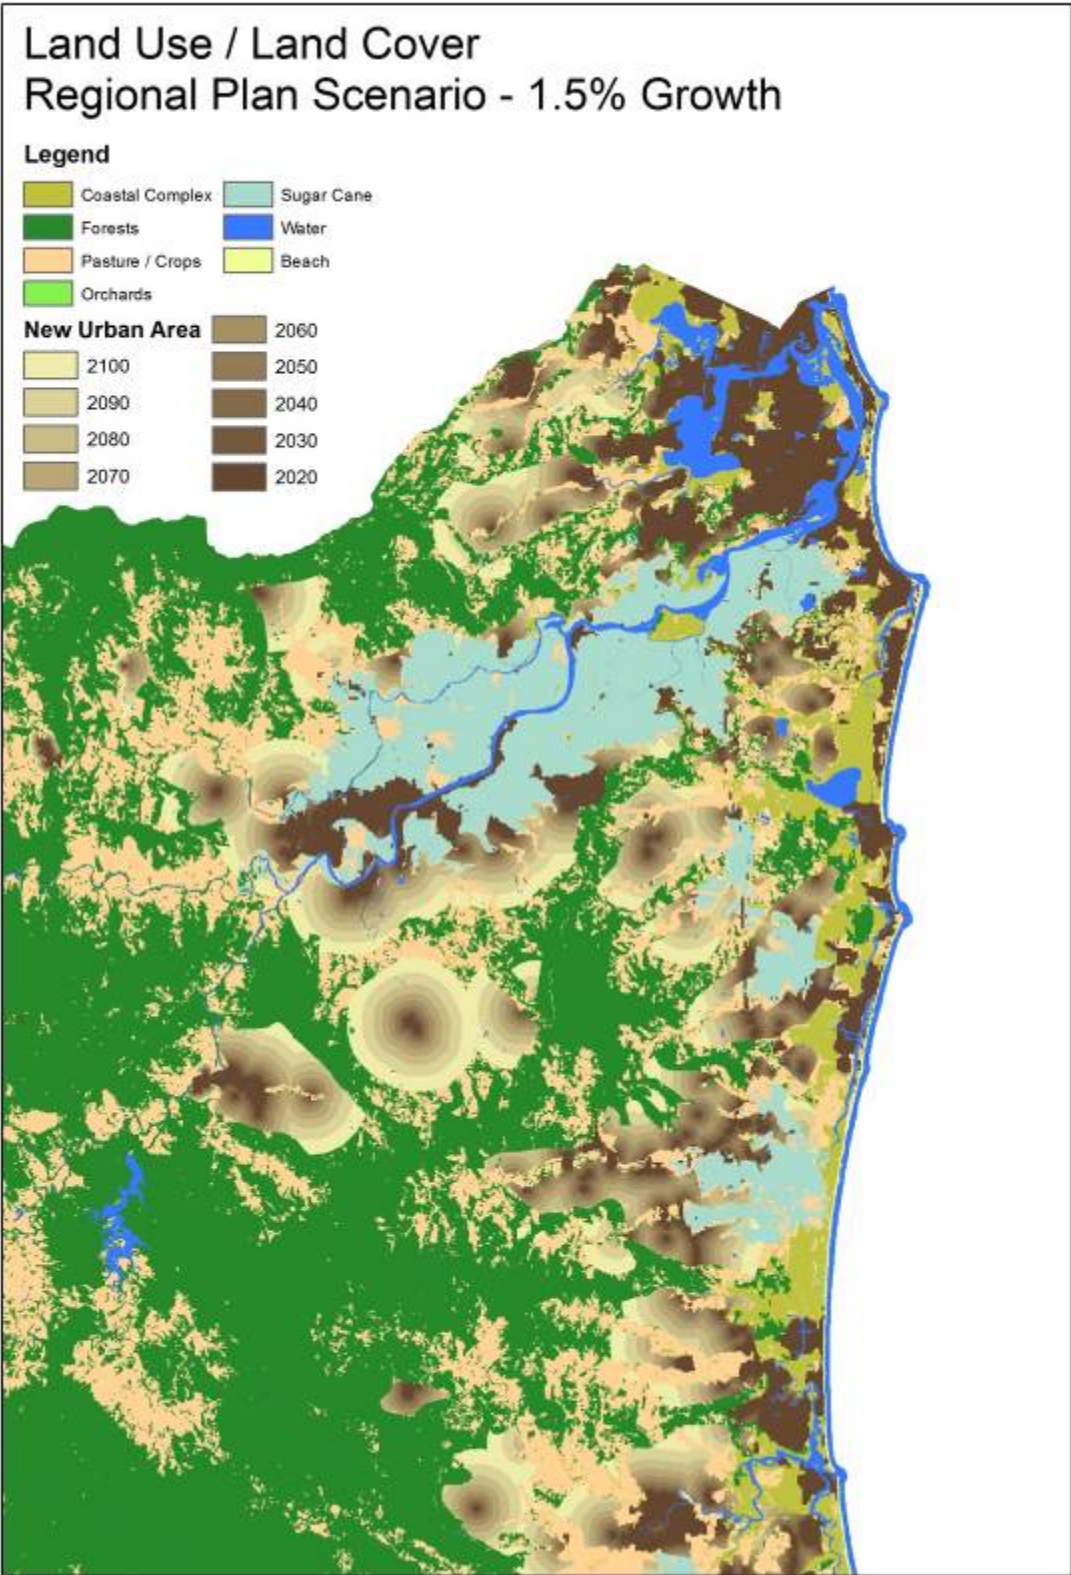 Land Use / Land Cover
Regional Plan Scenario - 1.5% Growth
Legend
Coastal Complex
Forests
Pasture / Crops
Orchards
Sugar Cane
Water
Beach
New Urban Area
2100
2090
2080
2070
2060
2050
2040
2030
2020